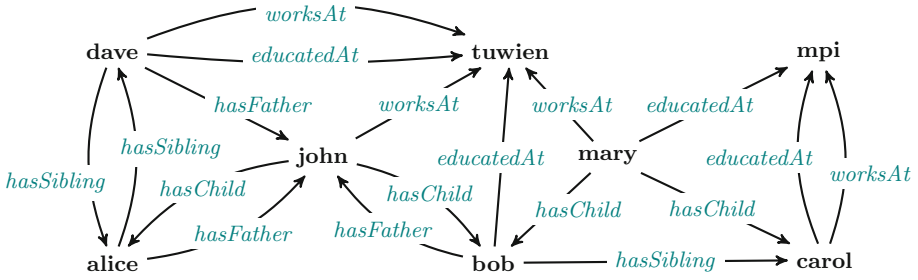 worksAt
dave
tuwien
mpi
educatedAt
hasFather
worksAt
worksAt
educatedAt
hasSibling
john
educatedAt
mary
educatedAt
hasSibling
hasChild
hasChild
worksAt
hasFather
hasFather
hasChild
hasChild
alice
bob
hasSibling
carol